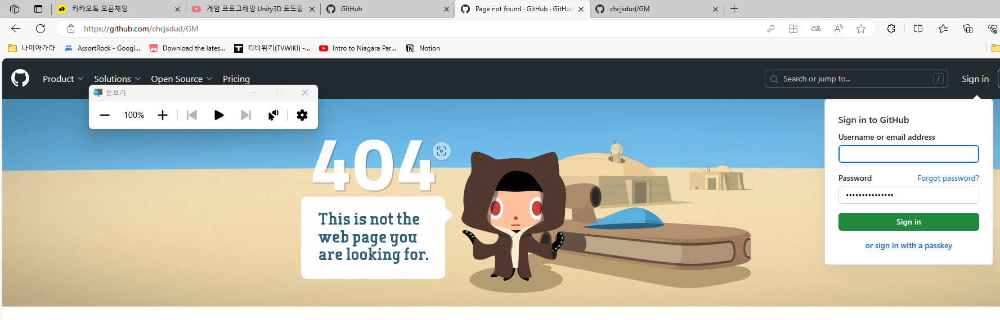 카카오톡 오픈채팅
게임 프로그래밍 Unity3D 포트폴
GitHub
Page not found · GitHub · GitHub
chcjsdud/GM
https://github.com/chcjsdud/GM
나이아가라
AssortRock - Googl...
Download the lates...
티비위키(TVWIKI) -...
Intro to Niagara Par...
Notion
Product
Solutions
Open Source
Pricing
Search or jump to...
/
Sign in
돋보기
100%
Sign in to GitHub
Username or email address
Password
Forgot password?
Sign in
or sign in with a passkey
404
This is not the
web page you
are looking for.